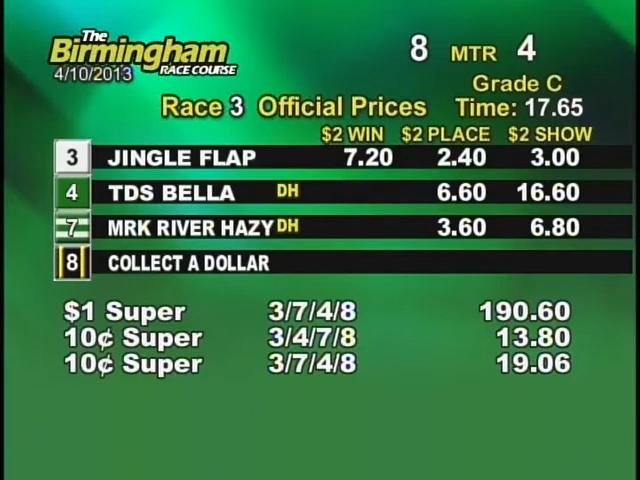 The
Birmingham
RACE COURSE
4/10/2013
8 MTR 4
Grade C
Race 3 Official Prices Time: 17.65
$2 WIN $2 PLACE $2 SHOW
3 JINGLE FLAP 7.20 2.40 3.00
4 TDS BELLA DH 6.60 16.60
7 MRK RIVER HAZY DH 3.60 6.80
8 COLLECT A DOLLAR
$1 Super 3/7/4/8 190.60
10¢ Super 3/4/7/8 13.80
10¢ Super 3/7/4/8 19.06